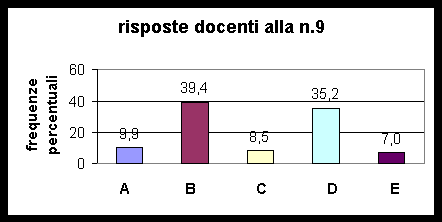 risposte docenti alla n.9
frequenze
percentuali
60
40
20
0
9,9
39,4
8,5
35,2
7,0
A B C D E